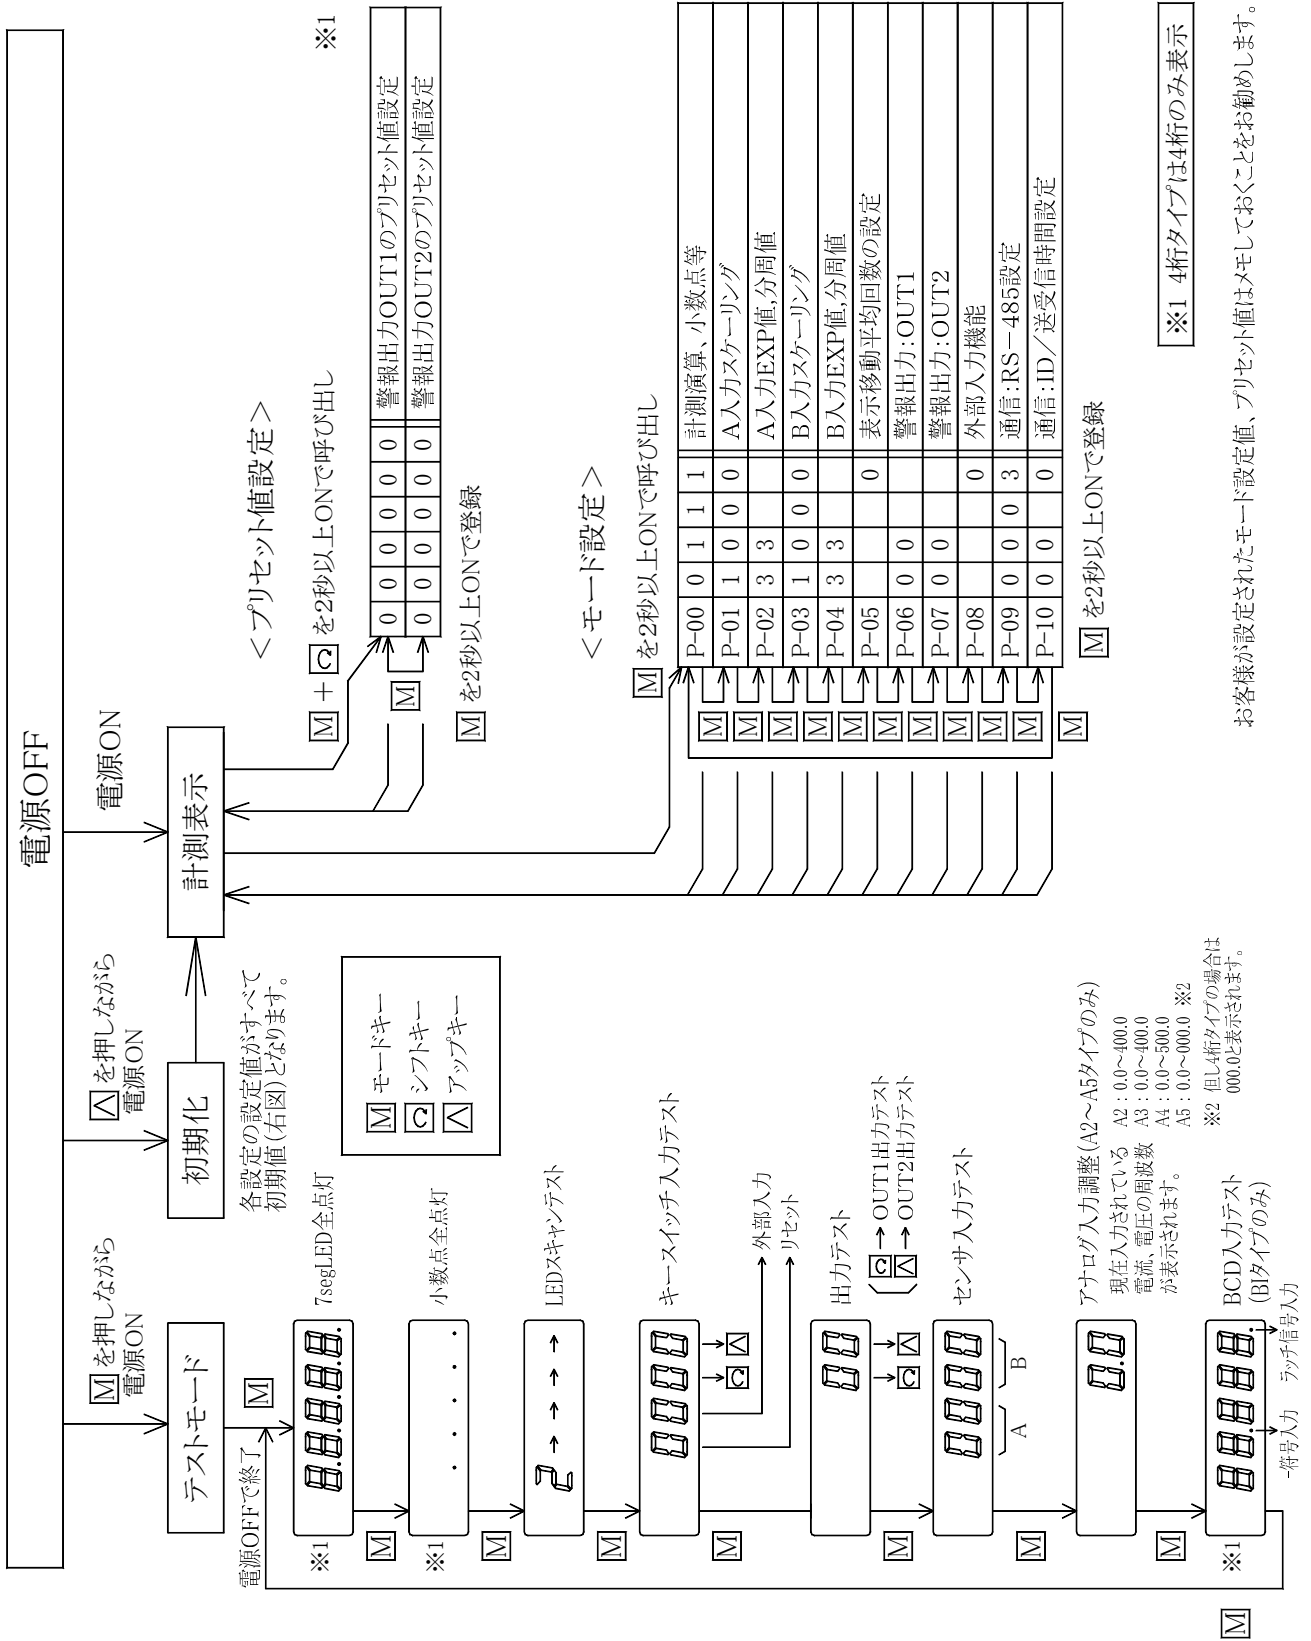 電源OFF
Mを押しながら
電源ON
∧を押しながら
電源ON
電源ON
テストモード
初期化
計測表示
各設定の設定値がすべて
初期値(右図)となります。
M モードキー
シフトキー
∧ アップキー
電源OFFで終了
M
※1
8.8.8.8.8.
7segLED全点灯
M
※1
. . . . .
小数点全点灯
M
2→→→→
LEDスキャンテスト
M
0 0 0 0
キースイッチ入力テスト
∧
外部入力
リセット
M
0 0
出力テスト
→OUT1出力テスト
∧→OUT2出力テスト
∧
M
0 0 0 0
A B
センサ入力テスト
M
0.0
アナログ入力調整(A2~A5タイプのみ)
現在入力されている
電流、電圧の周波数
が表示されます。
A2:0.0~400.0
A3:0.0~400.0
A4:0.0~500.0
A5:0.0~000.0 ※2
※2 但し4桁タイプの場合は
000.0と表示されます。
M
※1
8 8 8.8 8.
BCD入力テスト
(BIタイプのみ)
-符号入力
ラッチ信号入力
M
<プリセット値設定>
M+を2秒以上ONで呼び出し
※1
0 0 0 0 0 警報出力OUT1のプリセット値設定
0 0 0 0 0 警報出力OUT2のプリセット値設定
M
Mを2秒以上ONで登録
<モード設定>
Mを2秒以上ONで呼び出し
P-00 0 1 1 1 計測演算、小数点等
M
P-01 1 0 0 0 A入力スケーリング
M
P-02 3 3 A入力EXP値,分周値
M
P-03 1 0 0 0 B入力スケーリング
M
P-04 3 3 B入力EXP値,分周値
M
P-05 0 表示移動平均回数の設定
M
P-06 0 0 警報出力:OUT1
M
P-07 0 0 警報出力:OUT2
M
P-08 0 外部入力機能
M
P-09 0 0 0 3 通信:RS-485設定
M
P-10 0 0 0 通信:ID/送受信時間設定
M
Mを2秒以上ONで登録
※1 4桁タイプは4桁のみ表示
お客様が設定されたモード設定値、プリセット値はメモしておくことをお勧めします。